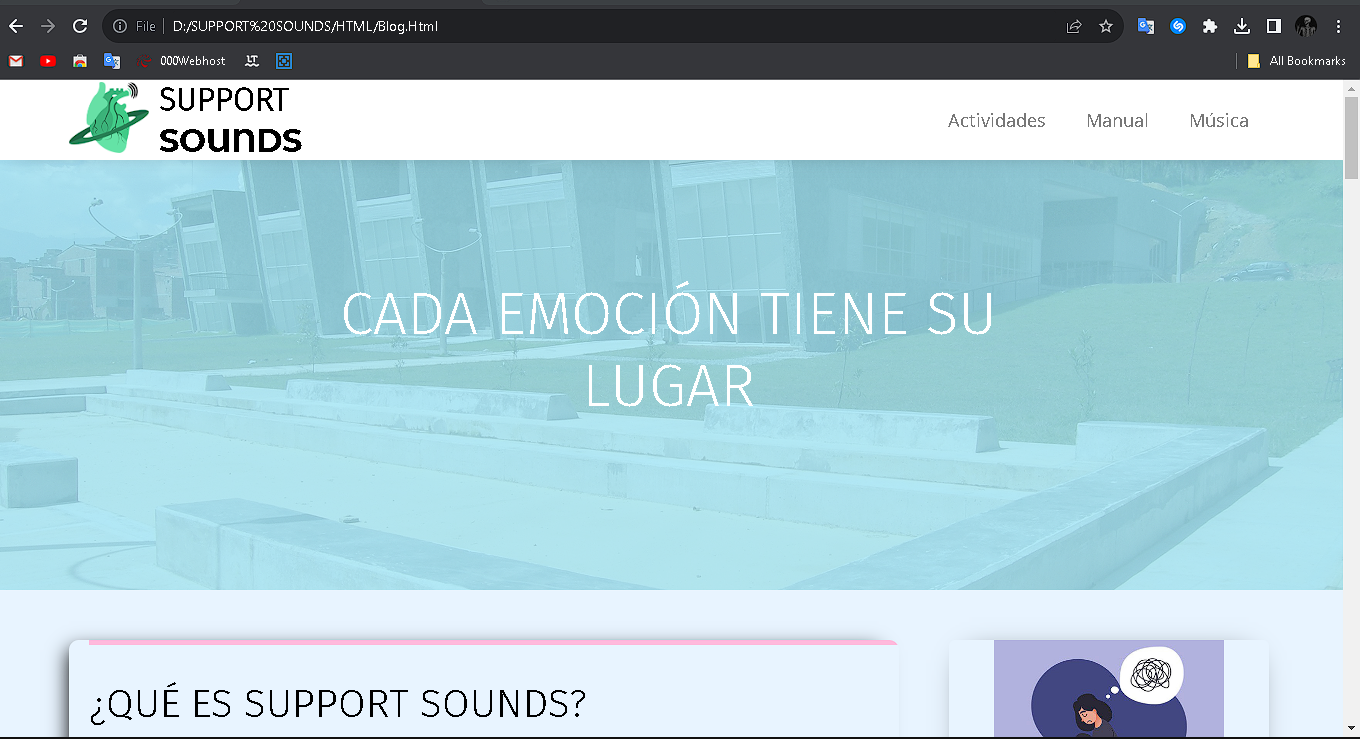 File
D:/SUPPORT%20SOUNDS/HTML/Blog.Html
000Webhost
All Bookmarks
SUPPORT
sounds
Actividades
Manual
Música
CADA EMOCIÓN TIENE SU
LUGAR
¿QUÉ ES SUPPORT SOUNDS?